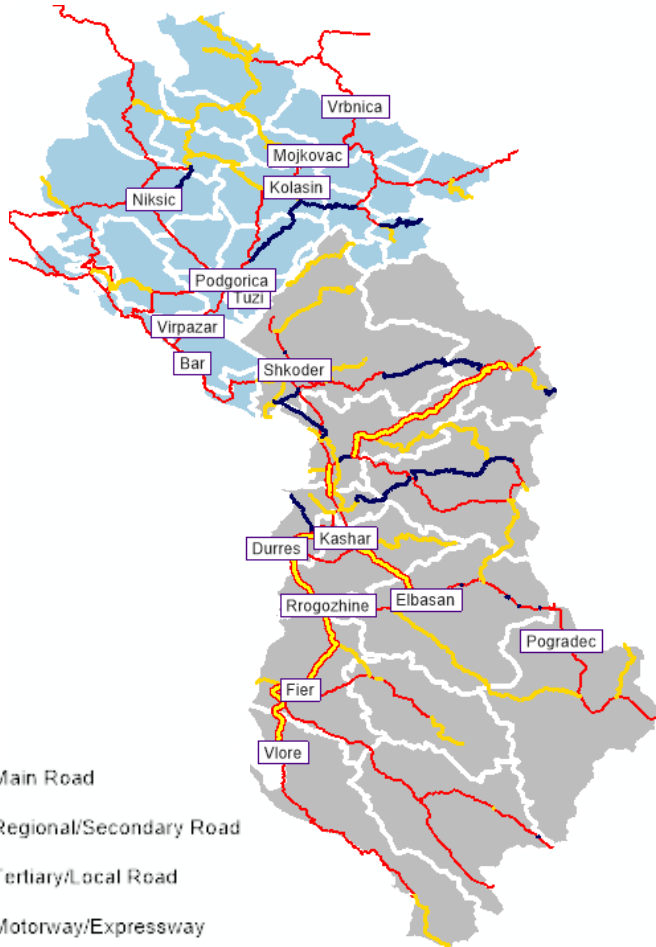 Vrbnica
Mojkovac
Kolasin
Niksic
Podgorica
Tuzi
Virpazar
Bar
Shkoder
Kashar
Durres
Elbasan
Rrogozhine
Pogradec
Fier
Vlore
Main Road
Regional/Secondary Road
Tertiary/Local Road
Motorway/Expressway